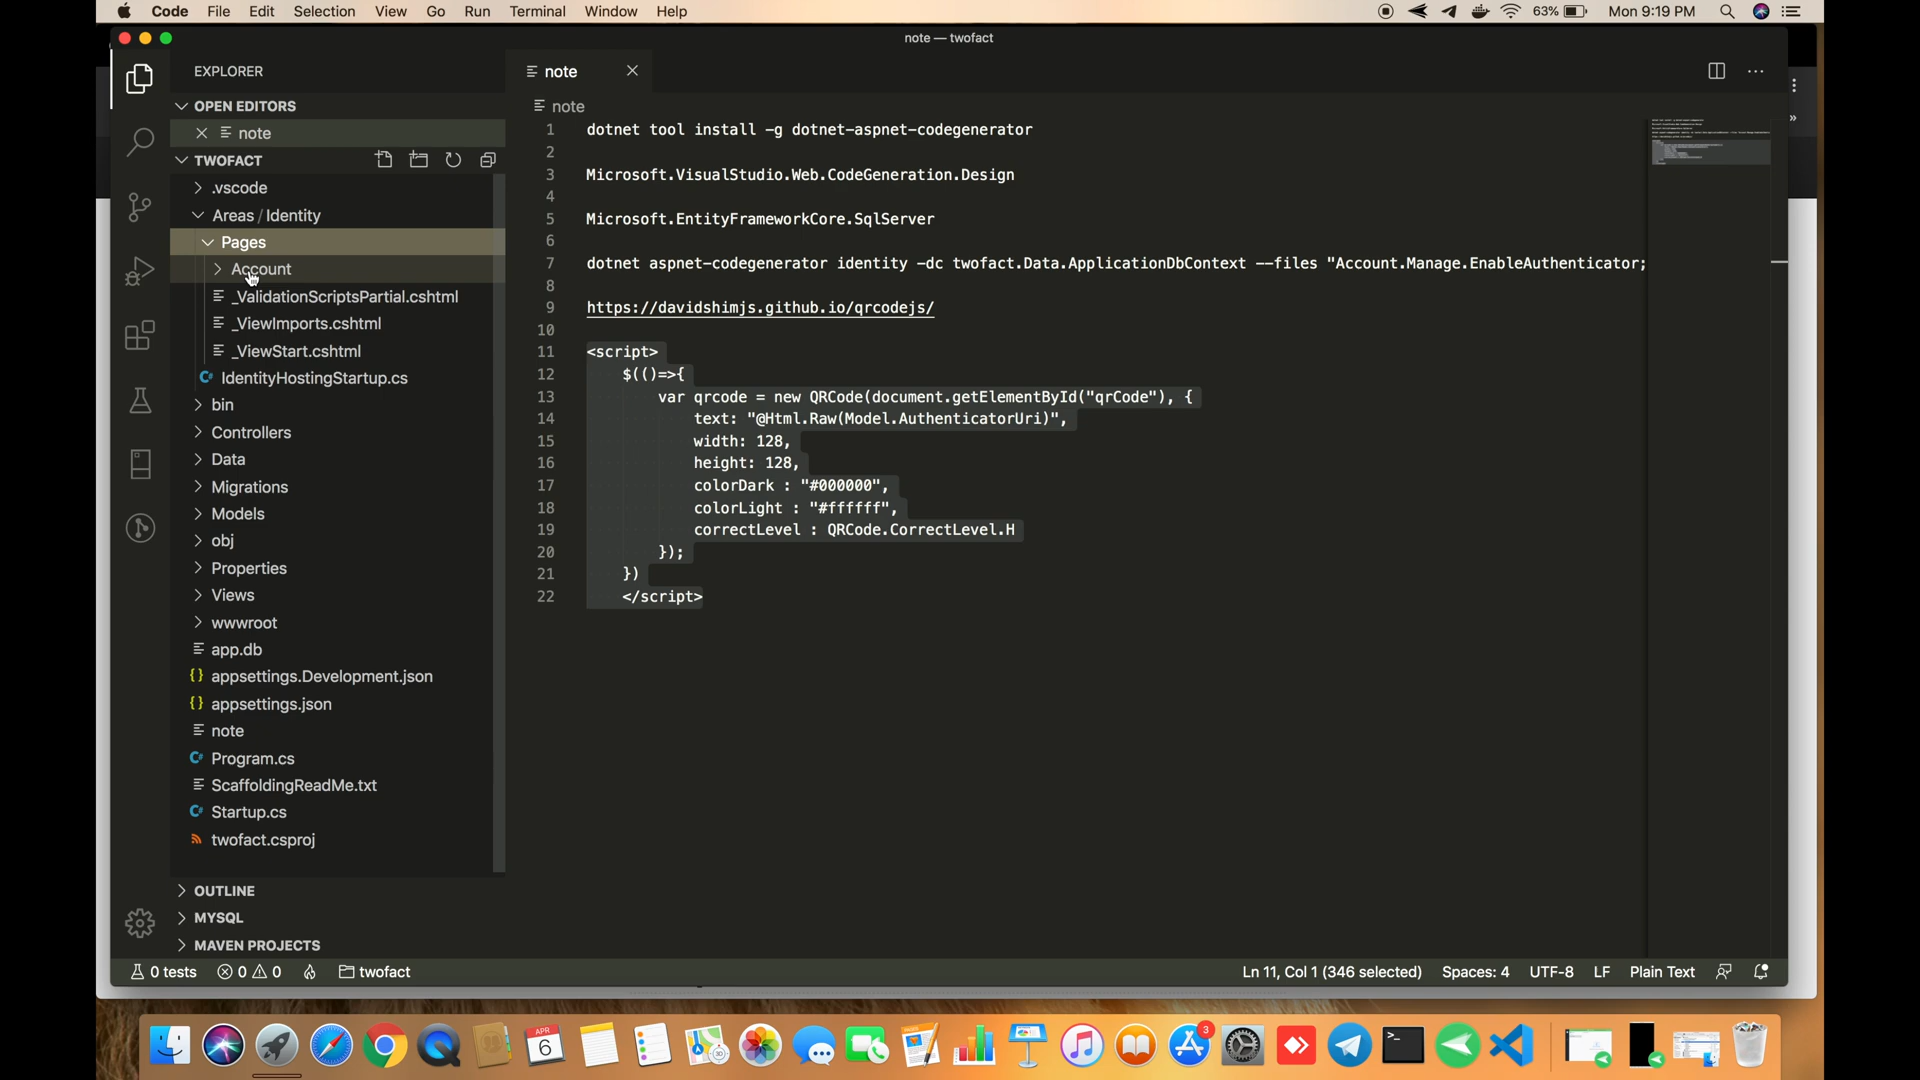 Code File Edit Selection View Go Run Terminal Window Help 63% Mon 9:19 PM
note — twofact
EXPLORER
note
OPEN EDITORS
note
note
TWOFACT
.vscode
Areas / Identity
Pages
Account
_ValidationScriptsPartial.cshtml
_ViewImports.cshtml
_ViewStart.cshtml
IdentityHostingStartup.cs
bin
Controllers
Data
Migrations
Models
obj
Properties
Views
wwwroot
app.db
appsettings.Development.json
appsettings.json
note
Program.cs
ScaffoldingReadMe.txt
Startup.cs
twofact.csproj
OUTLINE
MYSQL
MAVEN PROJECTS
1 dotnet tool install -g dotnet-aspnet-codegenerator
2
3 Microsoft.VisualStudio.Web.CodeGeneration.Design
4
5 Microsoft.EntityFrameworkCore.SqlServer
6
7 dotnet aspnet-codegenerator identity -dc twofact.Data.ApplicationDbContext --files "Account.Manage.EnableAuthenticator;
8
9 https://davidshimjs.github.io/qrcodejs/
10
11 <script>
12 $(()=>{
13 var qrcode = new QRCode(document.getElementById("qrCode"), {
14 text: "@Html.Raw(Model.AuthenticatorUri)",
15 width: 128,
16 height: 128,
17 colorDark : "#000000",
18 colorLight : "#ffffff",
19 correctLevel : QRCode.CorrectLevel.H
20 });
21 })
22 </script>
0 tests 0 0 twofact Ln 11, Col 1 (346 selected) Spaces: 4 UTF-8 LF Plain Text
APR
6
3